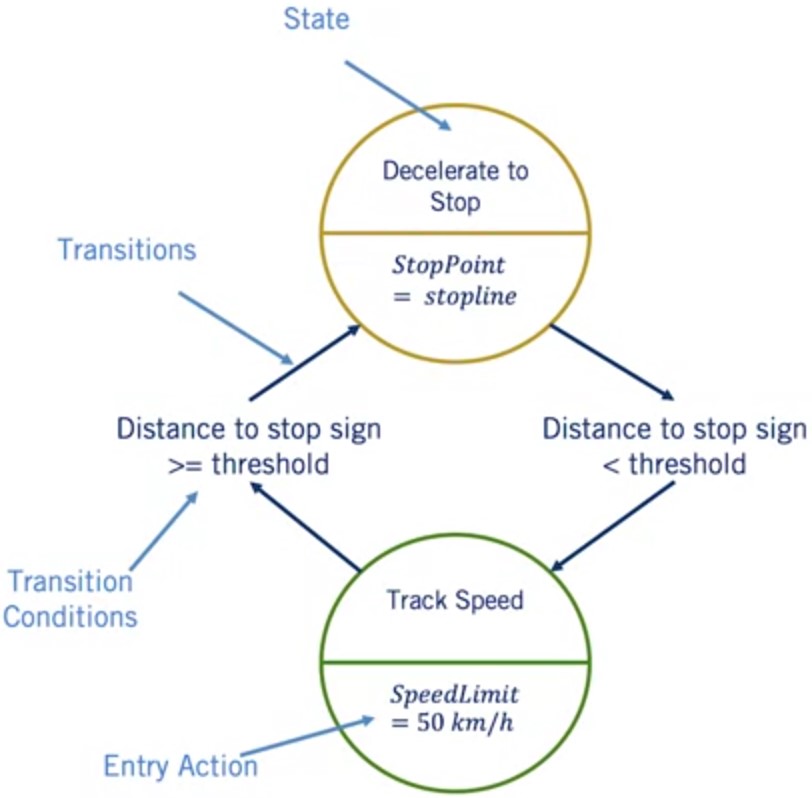 State
Decelerate to
Stop
StopPoint
= stopline
Transitions
Distance to stop sign
>= threshold
Distance to stop sign
< threshold
Transition
Conditions
Track Speed
SpeedLimit
= 50 km/h
Entry Action